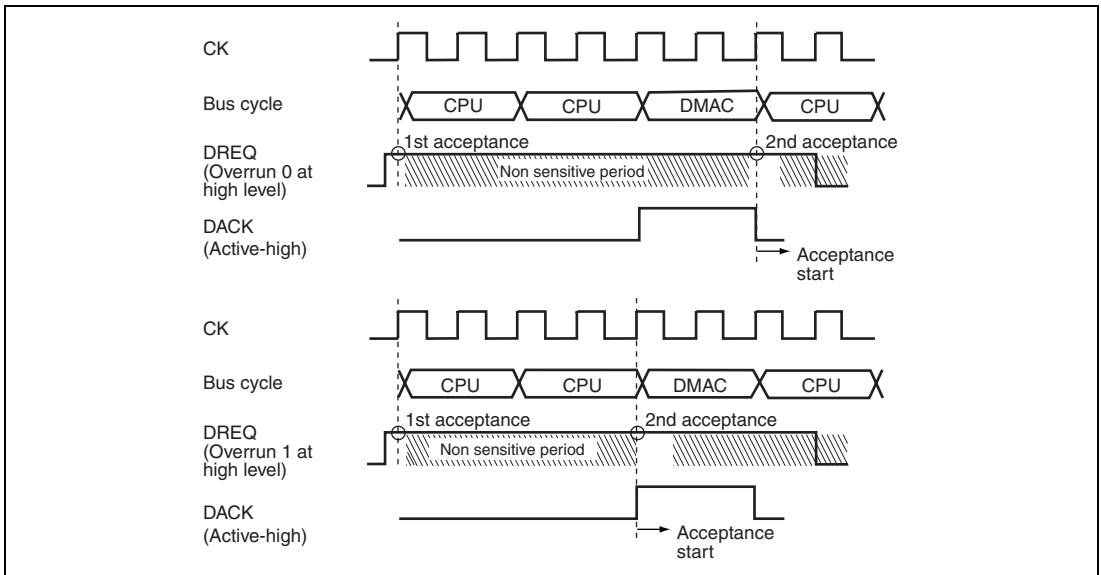 CK
Bus cycle
CPU CPU DMAC CPU
1st acceptance 2nd acceptance
DREQ
(Overrun 0 at
high level)
Non sensitive period
DACK
(Active-high)
Acceptance
start
CK
Bus cycle
CPU CPU DMAC CPU
1st acceptance 2nd acceptance
DREQ
(Overrun 1 at
high level)
Non sensitive period
DACK
(Active-high)
Acceptance
start